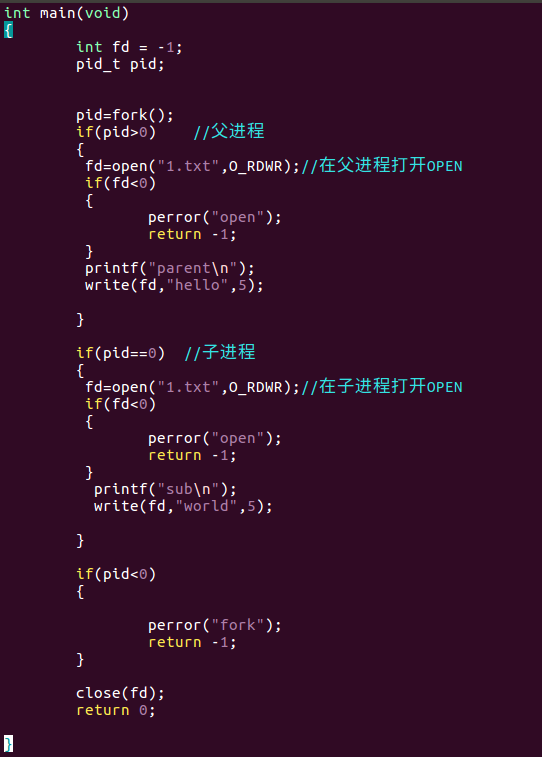 int main(void)
{
int fd = -1;
pid_t pid;
pid=fork();
if(pid>0) //父进程
{
fd=open("1.txt",O_RDWR);//在父进程打开OPEN
if(fd<0)
{
perror("open");
return -1;
}
printf("parent\n");
write(fd,"hello",5);
}
if(pid==0) //子进程
{
fd=open("1.txt",O_RDWR);//在子进程打开OPEN
if(fd<0)
{
perror("open");
return -1;
}
printf("sub\n");
write(fd,"world",5);
}
if(pid<0)
{
perror("fork");
return -1;
}
close(fd);
return 0;
}